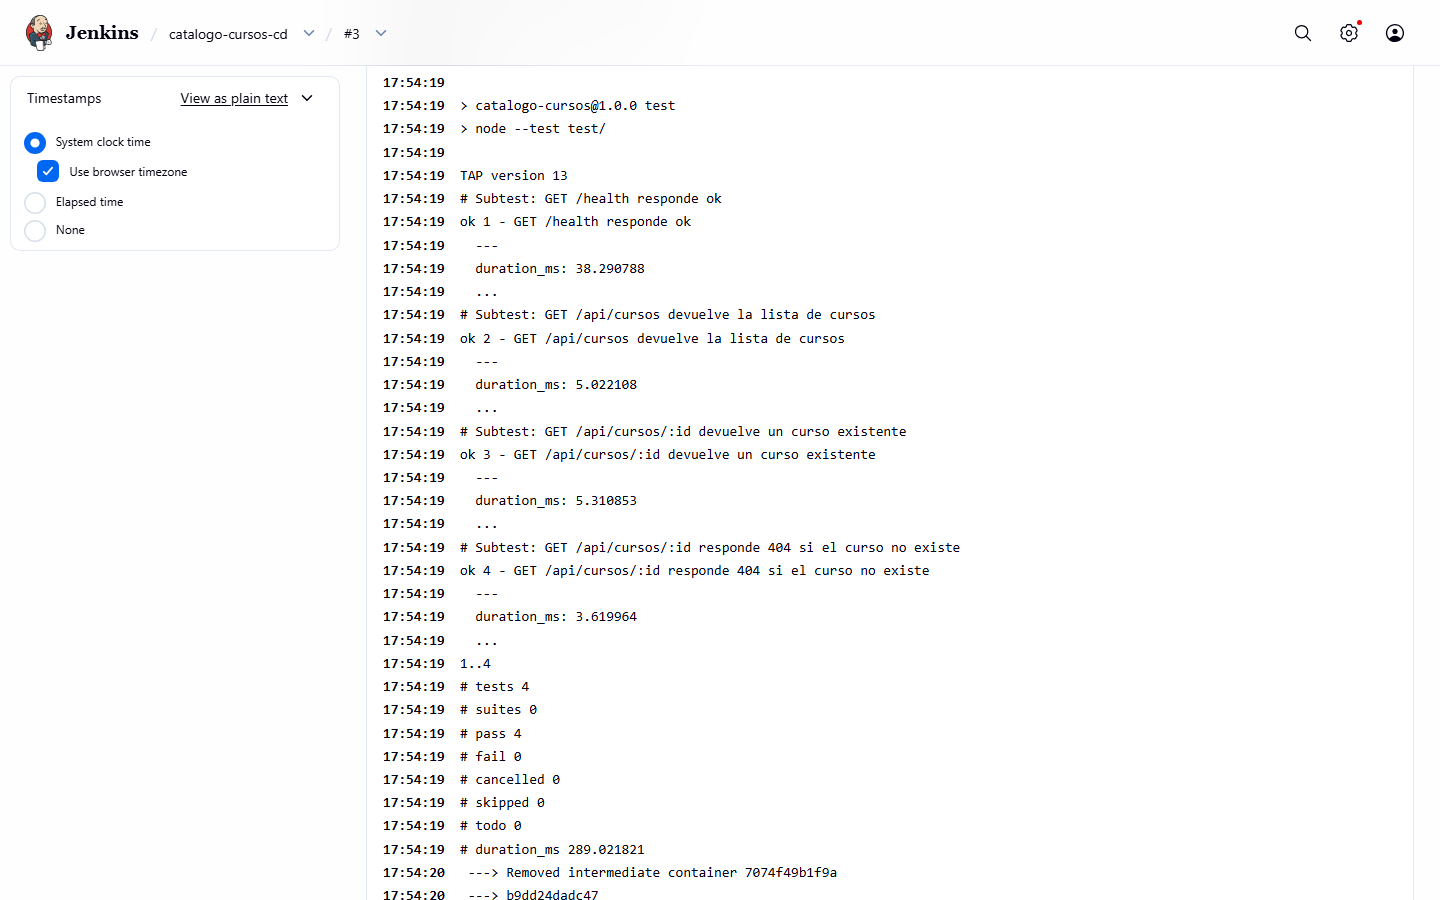 Jenkins / catalogo-cursos-cd / #3
Timestamps
View as plain text
System clock time
Use browser timezone
Elapsed time
None
17:54:19
17:54:19 > catalogo-cursos@1.0.0 test
17:54:19 > node --test test/
17:54:19
17:54:19 TAP version 13
17:54:19 # Subtest: GET /health responde ok
17:54:19 ok 1 - GET /health responde ok
17:54:19 ---
17:54:19 duration_ms: 38.290788
17:54:19 ...
17:54:19 # Subtest: GET /api/cursos devuelve la lista de cursos
17:54:19 ok 2 - GET /api/cursos devuelve la lista de cursos
17:54:19 ---
17:54:19 duration_ms: 5.022108
17:54:19 ...
17:54:19 # Subtest: GET /api/cursos/:id devuelve un curso existente
17:54:19 ok 3 - GET /api/cursos/:id devuelve un curso existente
17:54:19 ---
17:54:19 duration_ms: 5.310853
17:54:19 ...
17:54:19 # Subtest: GET /api/cursos/:id responde 404 si el curso no existe
17:54:19 ok 4 - GET /api/cursos/:id responde 404 si el curso no existe
17:54:19 ---
17:54:19 duration_ms: 3.619964
17:54:19 ...
17:54:19 1..4
17:54:19 # tests 4
17:54:19 # suites 0
17:54:19 # pass 4
17:54:19 # fail 0
17:54:19 # cancelled 0
17:54:19 # skipped 0
17:54:19 # todo 0
17:54:19 # duration_ms 289.021821
17:54:20 ---> Removed intermediate container 7074f49b1f9a
17:54:20 ---> b9dd24dadc47